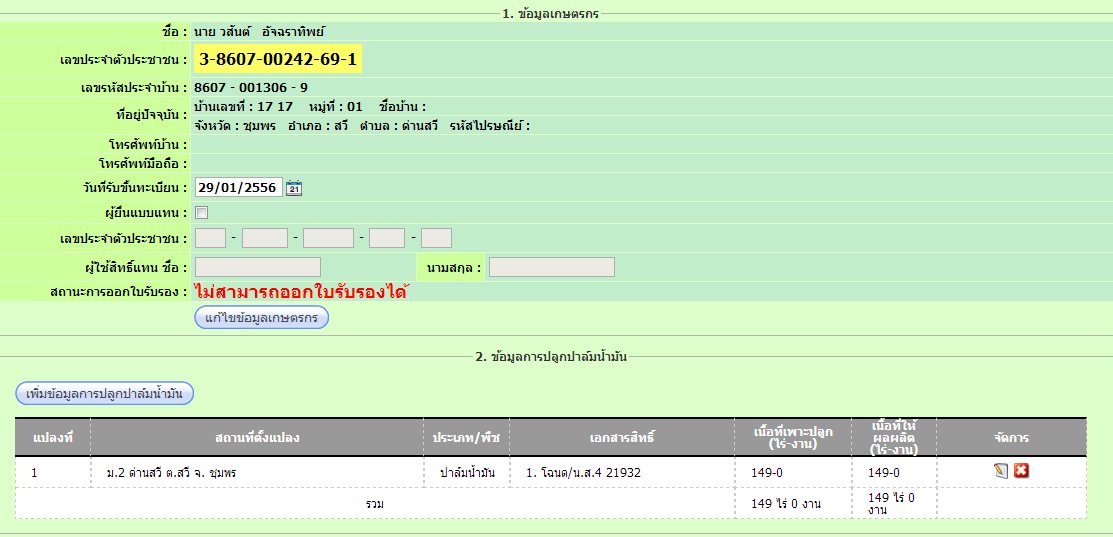 1. ข้อมูลเกษตรกร
ชื่อ : นาย วสันต์ อัจฉราทิพย์
เลขประจำตัวประชาชน : 3-8607-00242-69-1
เลขรหัสประจำบ้าน : 8607 - 001306 - 9
ที่อยู่ปัจจุบัน : บ้านเลขที่ : 17 17 หมู่ที่ : 01 ชื่อบ้าน :
จังหวัด : ชุมพร อำเภอ : สวี ตำบล : ด่านสวี รหัสไปรษณีย์ :
โทรศัพท์บ้าน :
โทรศัพท์มือถือ :
วันที่รับขึ้นทะเบียน : 29/01/2556 21
ผู้ยื่นแบบแทน :
เลขประจำตัวประชาชน : - - - -
ผู้ใช้สิทธิ์แทน ชื่อ : นามสกุล :
สถานะการออกใบรับรอง : ไม่สามารถออกใบรับรองได้
แก้ไขข้อมูลเกษตรกร
2. ข้อมูลการปลูกปาล์มน้ำมัน
เพิ่มข้อมูลการปลูกปาล์มน้ำมัน
แปลงที่ สถานที่ตั้งแปลง ประเภท/พืช เอกสารสิทธิ์ เนื้อที่เพาะปลูก (ไร่-งาน) เนื้อที่ให้ ผลผลิต (ไร่-งาน) จัดการ
1 ม.2 ด่านสวี ต.สวี จ. ชุมพร ปาล์มน้ำมัน 1. โฉนด/น.ส.4 21932 149-0 149-0
รวม 149 ไร่ 0 งาน 149 ไร่ 0 งาน